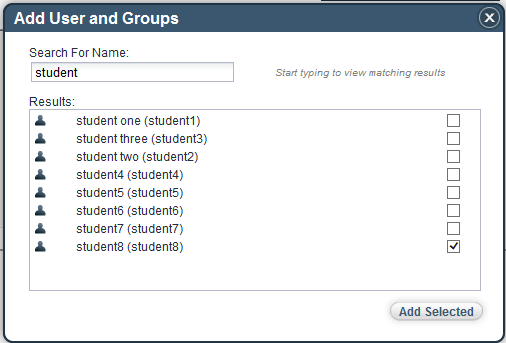 Add User and Groups
Search For Name:
student
Start typing to view matching results
Results:
student one (student1)
student three (student3)
student two (student2)
student4 (student4)
student5 (student5)
student6 (student6)
student7 (student7)
student8 (student8)
Add Selected